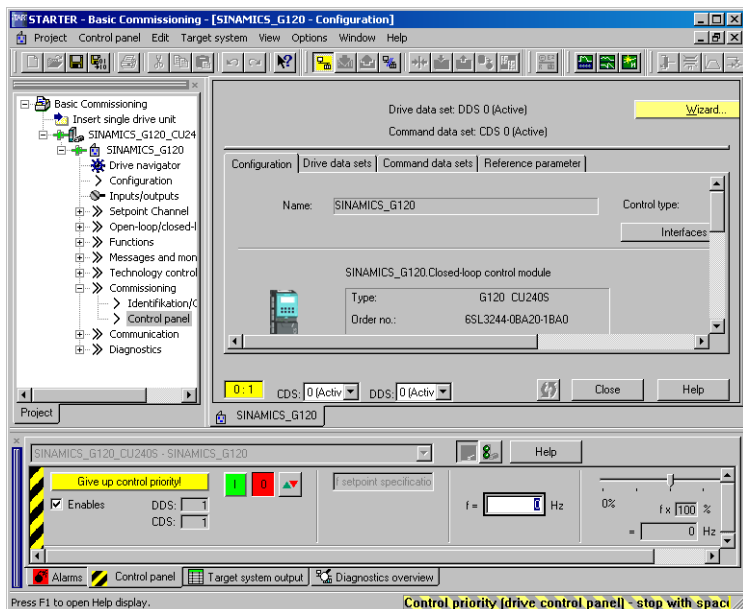 STARTER - Basic Commissioning - [SINAMICS_G120 - Configuration]
Project Control panel Edit Target system View Options Window Help
Basic Commissioning
Insert single drive unit
SINAMICS_G120_CU24
SINAMICS_G120
Drive navigator
Configuration
Inputs/outputs
Setpoint Channel
Open-loop/closed-l
Functions
Messages and mon
Technology control
Commissioning
Identifikation/C
Control panel
Communication
Diagnostics
Project
Drive data set: DDS 0 (Active)
Wizard...
Command data set: CDS 0 (Active)
Configuration Drive data sets Command data sets Reference parameter
Name: SINAMICS_G120 Control type:
Interfaces
SINAMICS_G120.Closed-loop control module
Type: G120 CU240S
Order no.: 6SL3244-0BA20-1BA0
0 : 1 CDS: 0 (Activ DDS: 0 (Activ Close Help
SINAMICS_G120
SINAMICS_G120_CU240S - SINAMICS_G120 Help
Give up control priority! I 0 f setpoint specificatio
Enables DDS: 1 f = 0 Hz 0% f x 100 %
CDS: 1 = 0 Hz
Alarms Control panel Target system output Diagnostics overview
Press F1 to open Help display. Control priority [drive control panel] - stop with spaci